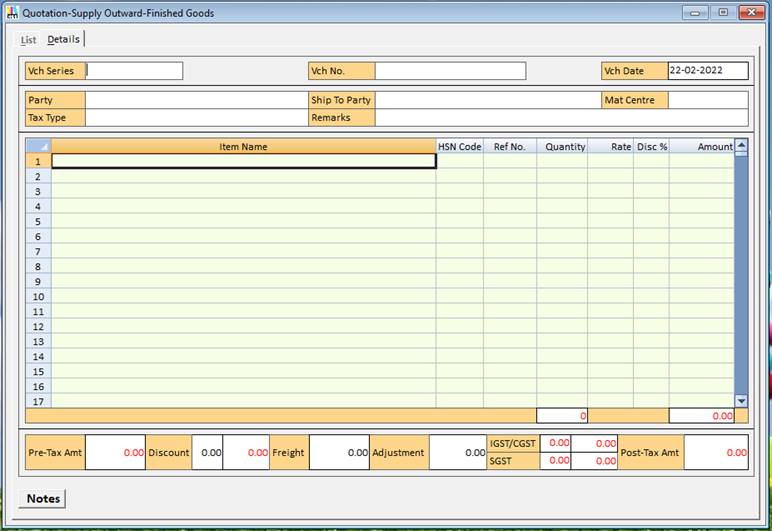 Quotation-Supply Outward-Finished Goods
List Details
Vch Series Vch No. Vch Date 22-02-2022
Party Ship To Party Mat Centre
Tax Type Remarks
Item Name HSN Code Ref No. Quantity Rate Disc % Amount
1
2
3
4
5
6
7
8
9
10
11
12
13
14
15
16
17
0 0.00
Pre-Tax Amt 0.00 Discount 0.00 0.00 Freight 0.00 Adjustment 0.00 IGST/CGST 0.00 0.00 Post-Tax Amt 0.00
SGST 0.00 0.00
Notes